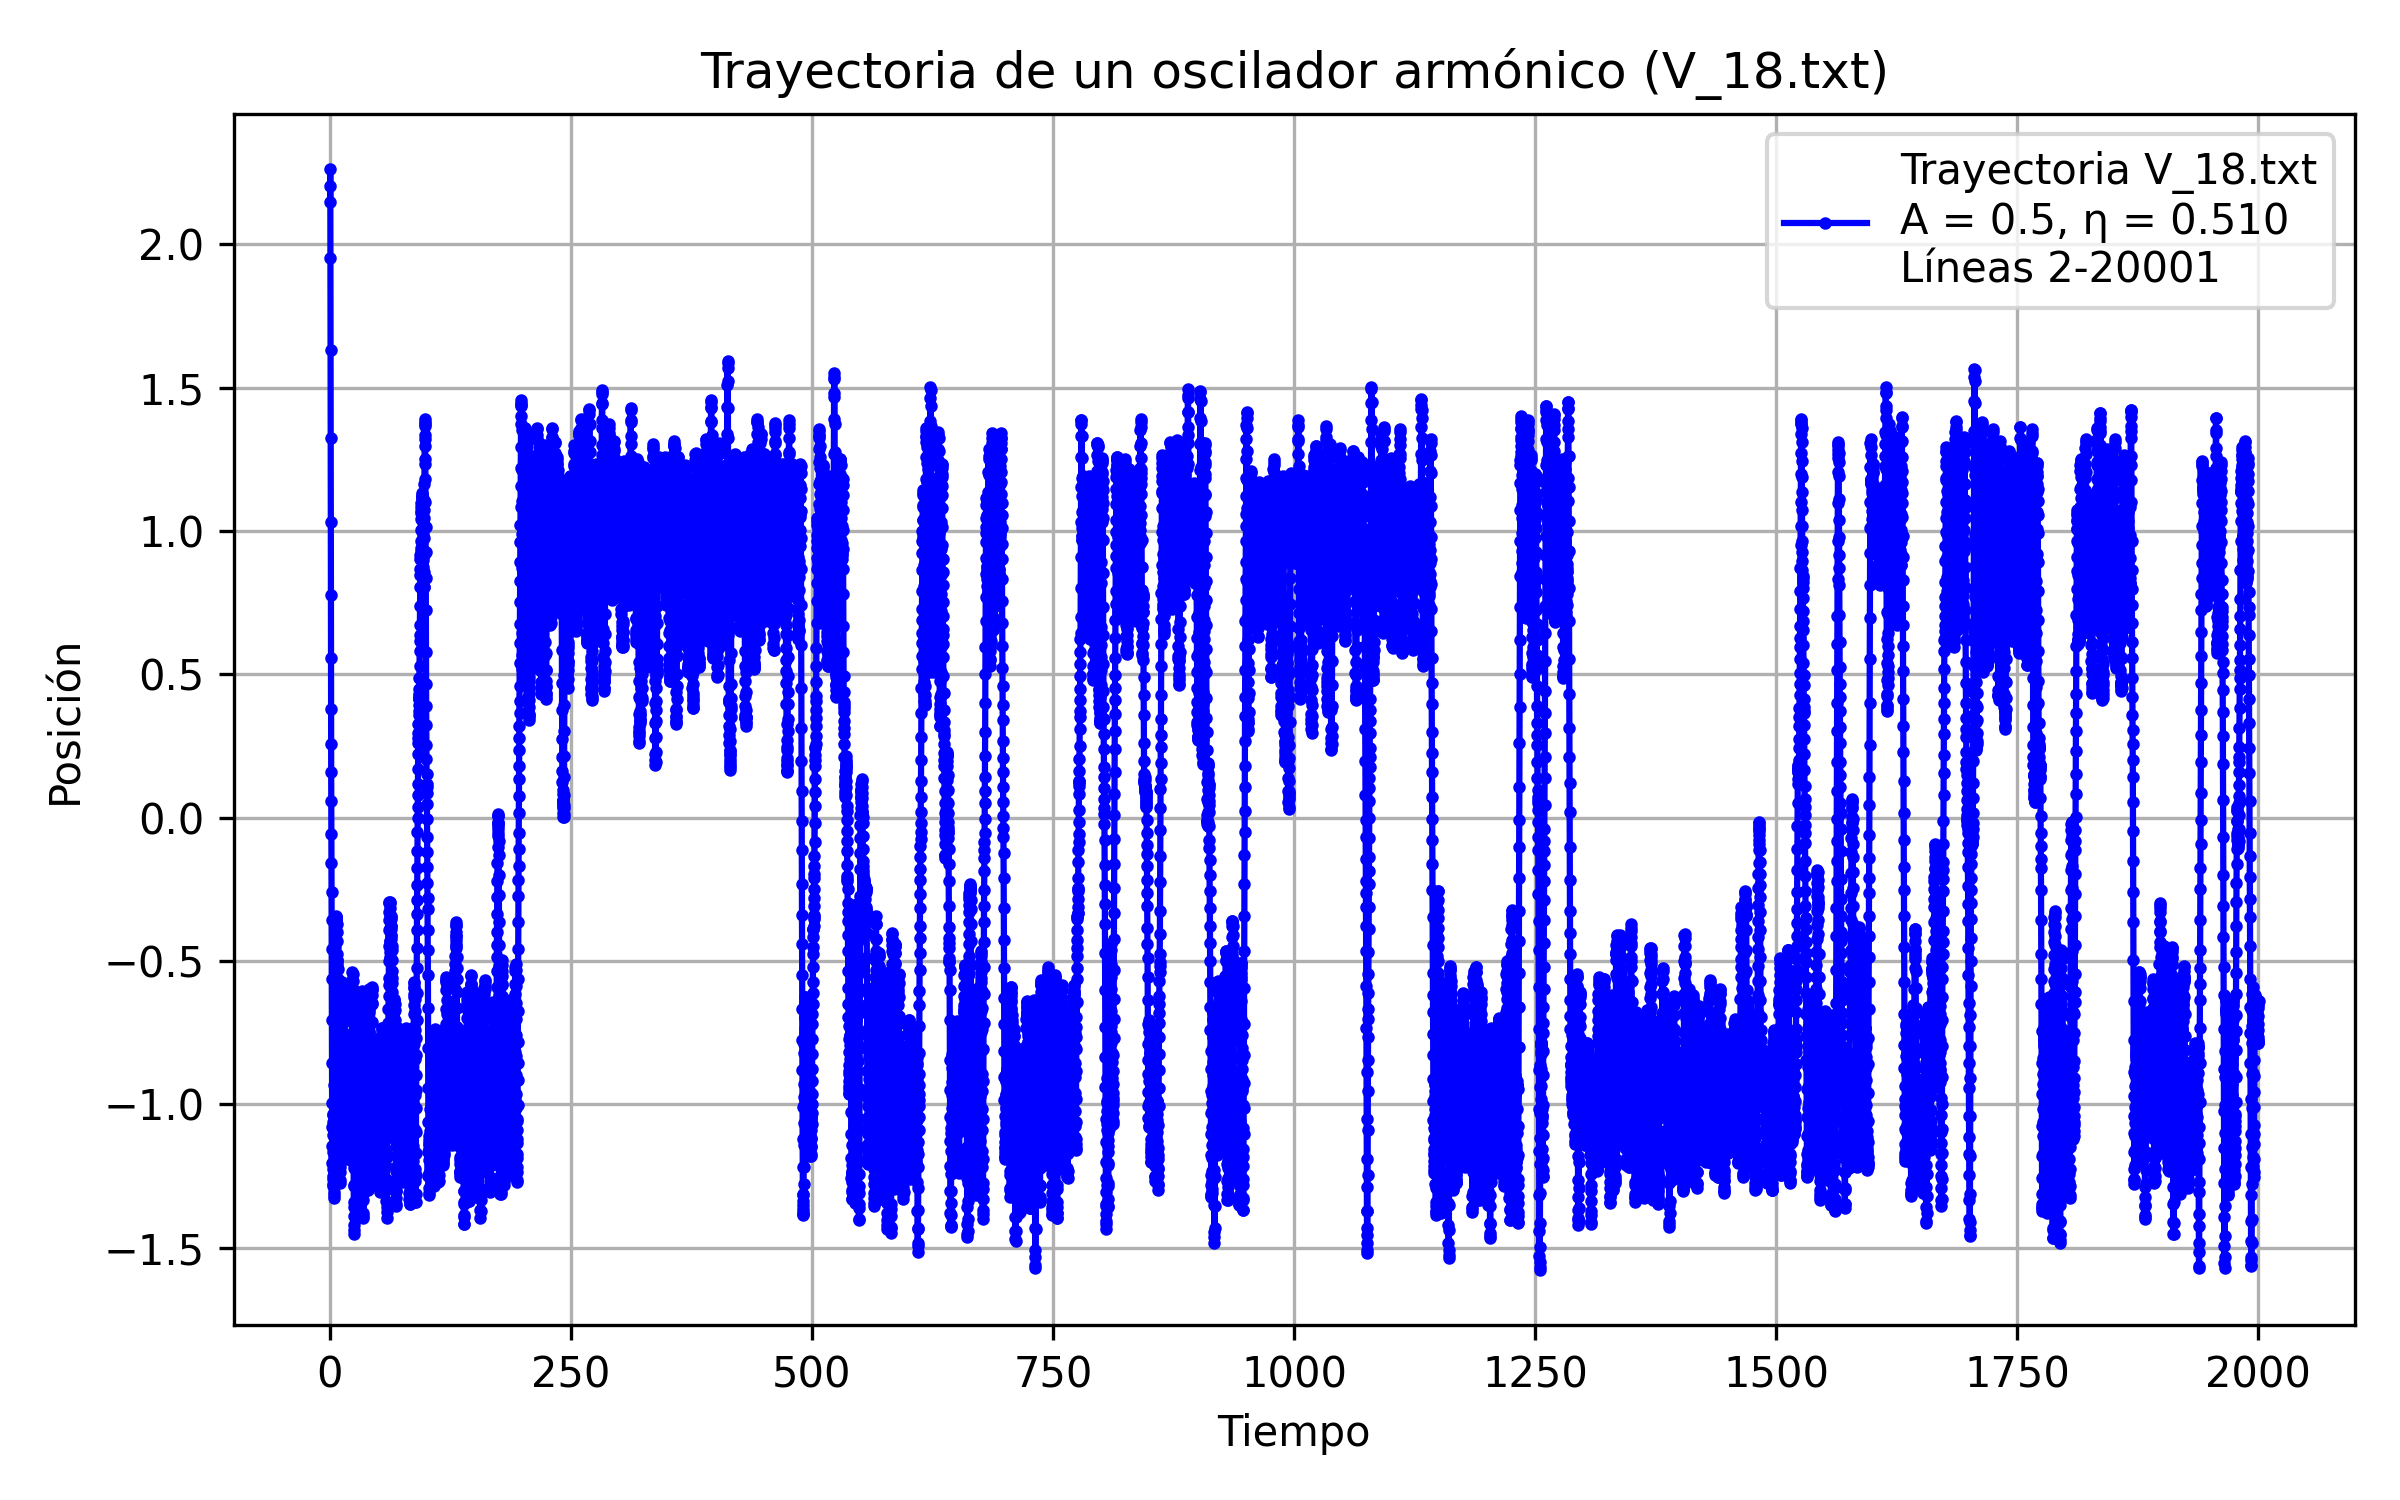 Trayectoria de un oscilador armónico (V_18.txt)
Trayectoria V_18.txt
A = 0.5, η = 0.510
Líneas 2-20001
Posición
2.0
1.5
1.0
0.5
0.0
−0.5
−1.0
−1.5
0 250 500 750 1000 1250 1500 1750 2000
Tiempo